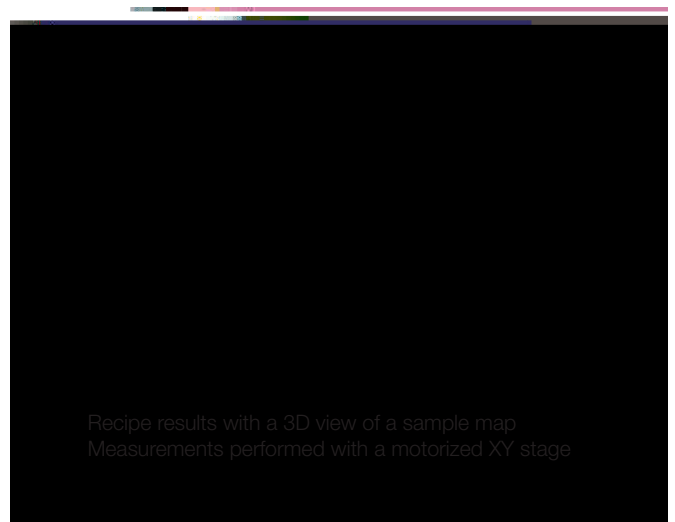 Recipe results with a 3D view of a sample map
Measurements performed with a motorized XY stage